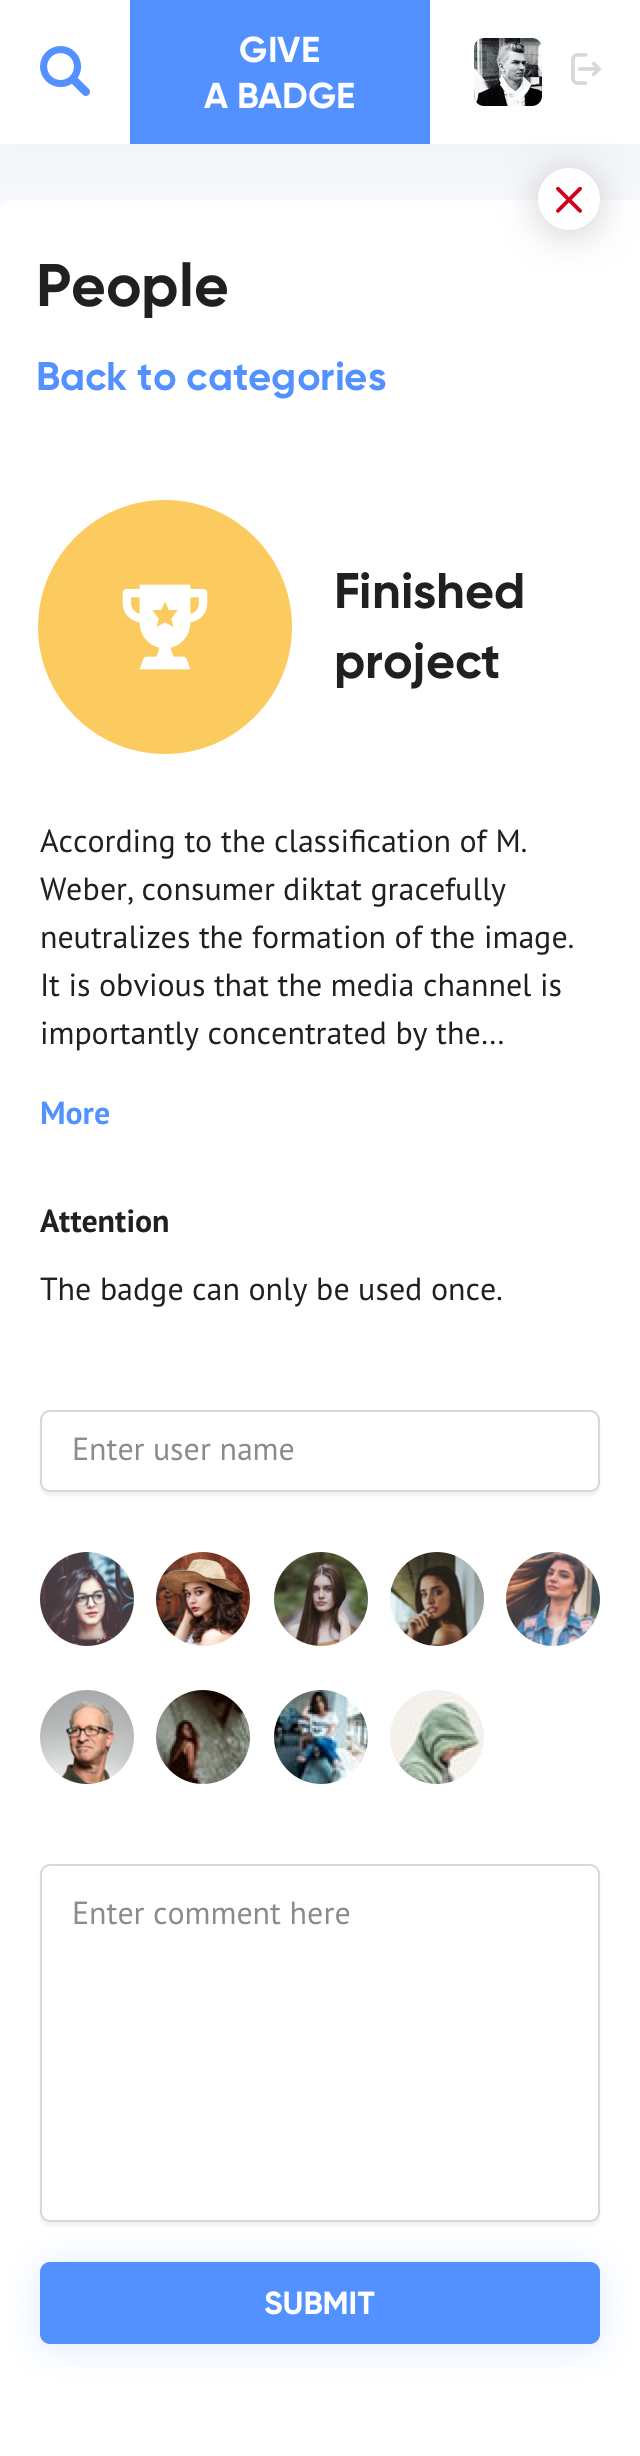 GIVE
A BADGE
People
Back to categories
Finished
project
According to the classification of M.
Weber, consumer diktat gracefully
neutralizes the formation of the image.
It is obvious that the media channel is
importantly concentrated by the...
More
Attention
The badge can only be used once.
Enter user name
Enter comment here
SUBMIT